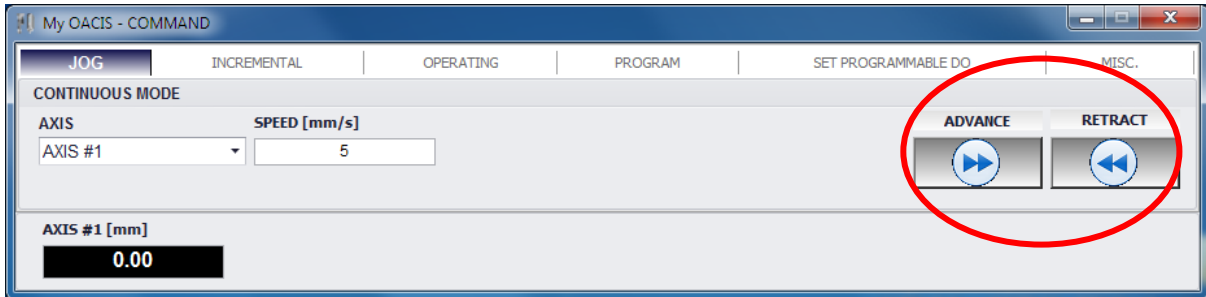 My OACIS - COMMAND
JOG INCREMENTAL OPERATING PROGRAM SET PROGRAMMABLE DO MISC.
CONTINUOUS MODE
AXIS SPEED [mm/s] ADVANCE RETRACT
AXIS #1 5
AXIS #1 [mm]
0.00